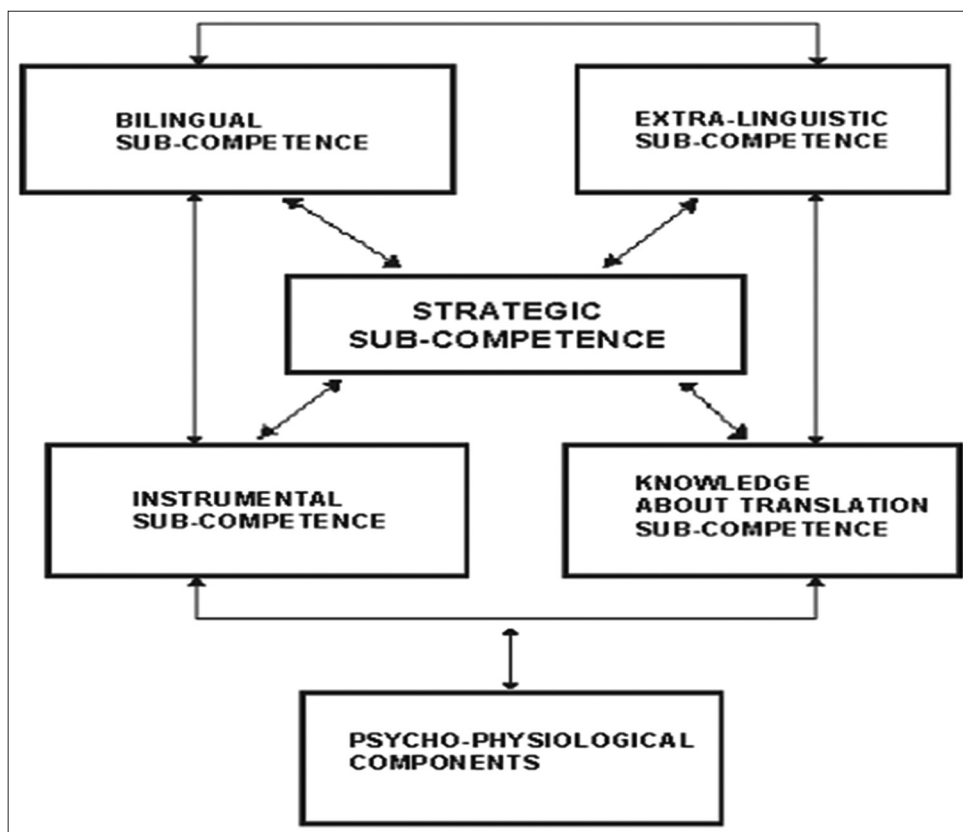 BILINGUAL
SUB-COMPETENCE
EXTRA-LINGUISTIC
SUB-COMPETENCE
STRATEGIC
SUB-COMPETENCE
INSTRUMENTAL
SUB-COMPETENCE
KNOWLEDGE
ABOUT TRANSLATION
SUB-COMPETENCE
PSYCHO-PHYSIOLOGICAL
COMPONENTS